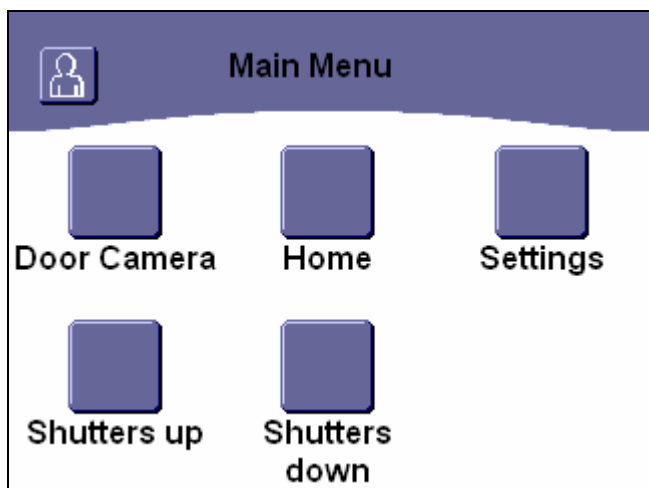 Main Menu
Door Camera
Home
Settings
Shutters up
Shutters
down